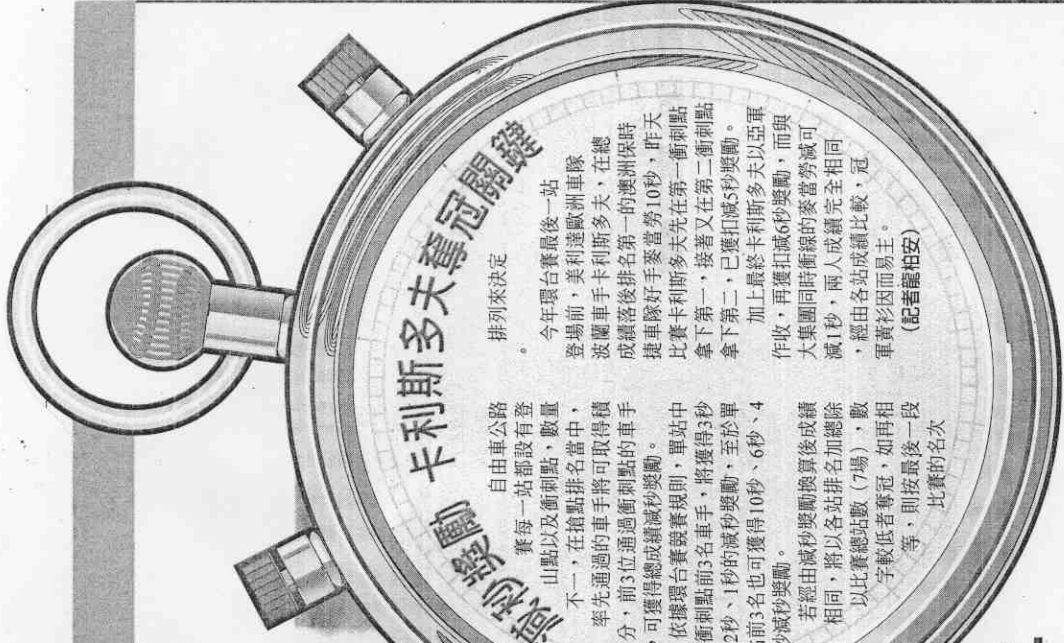 減秒獎勵 卡利斯多夫奪冠關鍵
自由車公路
賽每一站都設有登
山點以及衝刺點，數量
不一，在搶點排名當中，
率先通過的車手將可取得積
分，前3位通過衝刺點的車手
，可獲得總成績減秒獎勵。
依據環台賽競賽規則，單站中
衝刺點前3名車手，將獲得3秒
2秒、1秒的減秒獎勵，至於單
前3名也可獲得10秒、6秒、4
秒減秒獎勵。
若經由減秒獎勵換算後成績
相同，將以各站排名加總除
以比賽總站數（7場），數
字較低者奪冠，如再相
等，則按最後一段
比賽的名次
排列來決定
。
今年環台賽最後一站
登場前，美利達歐洲車隊
波蘭車手卡利斯多夫，在總
成績落後排名第一的澳洲保時
捷車隊好手麥當勞10秒，昨天
比賽卡利斯多夫先在第一衝刺點
拿下第一，接著又在第二衝刺點
拿下第二，已獲扣減5秒獎勵。
加上最終卡利斯多夫以亞軍
作收，再獲扣減6秒獎勵，而與
大集團同時衝線的麥當勞減可
減1秒，兩人成績完全相同
，經由各站成績比較，冠
軍黃衫因而易主。
（記者龍柏安）